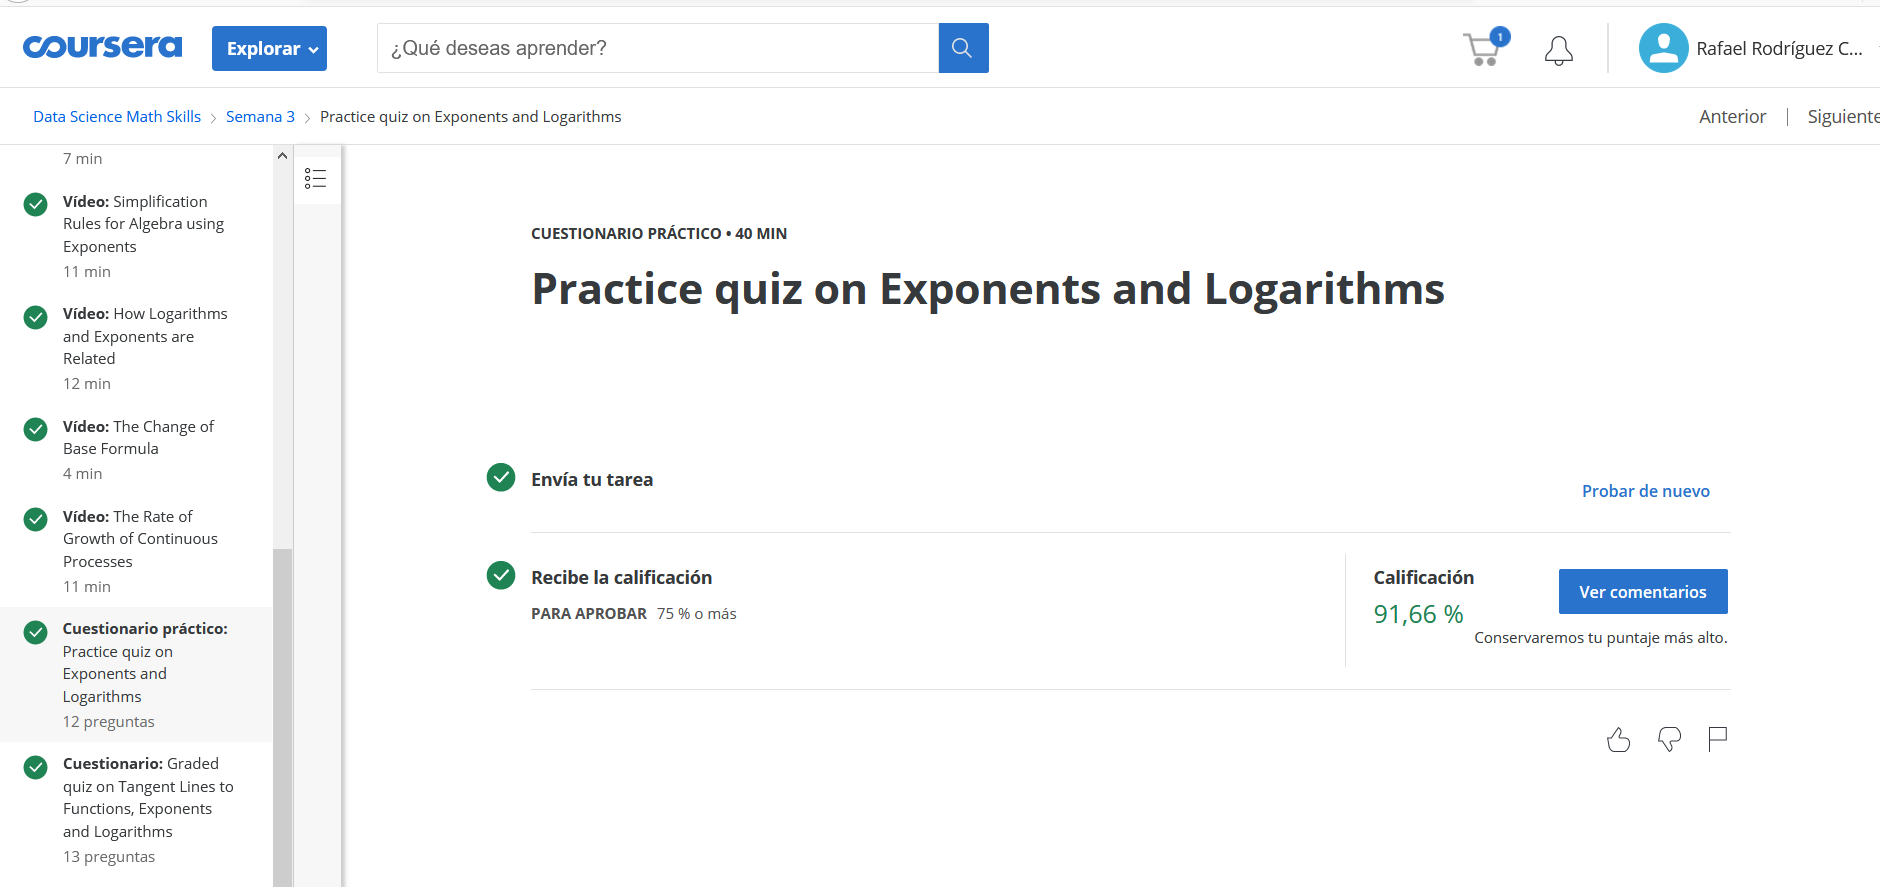 coursera
Explorar
¿Qué deseas aprender?
1
Rafael Rodríguez C...
Data Science Math Skills
Semana 3
Practice quiz on Exponents and Logarithms
Anterior
Siguiente
7 min
Vídeo: Simplification
Rules for Algebra using
Exponents
11 min
Vídeo: How Logarithms
and Exponents are
Related
12 min
Vídeo: The Change of
Base Formula
4 min
Vídeo: The Rate of
Growth of Continuous
Processes
11 min
Cuestionario práctico:
Practice quiz on
Exponents and
Logarithms
12 preguntas
Cuestionario: Graded
quiz on Tangent Lines to
Functions, Exponents
and Logarithms
13 preguntas
CUESTIONARIO PRÁCTICO • 40 MIN
Practice quiz on Exponents and Logarithms
Envía tu tarea
Probar de nuevo
Recibe la calificación
PARA APROBAR 75 % o más
Calificación
91,66 %
Ver comentarios
Conservaremos tu puntaje más alto.